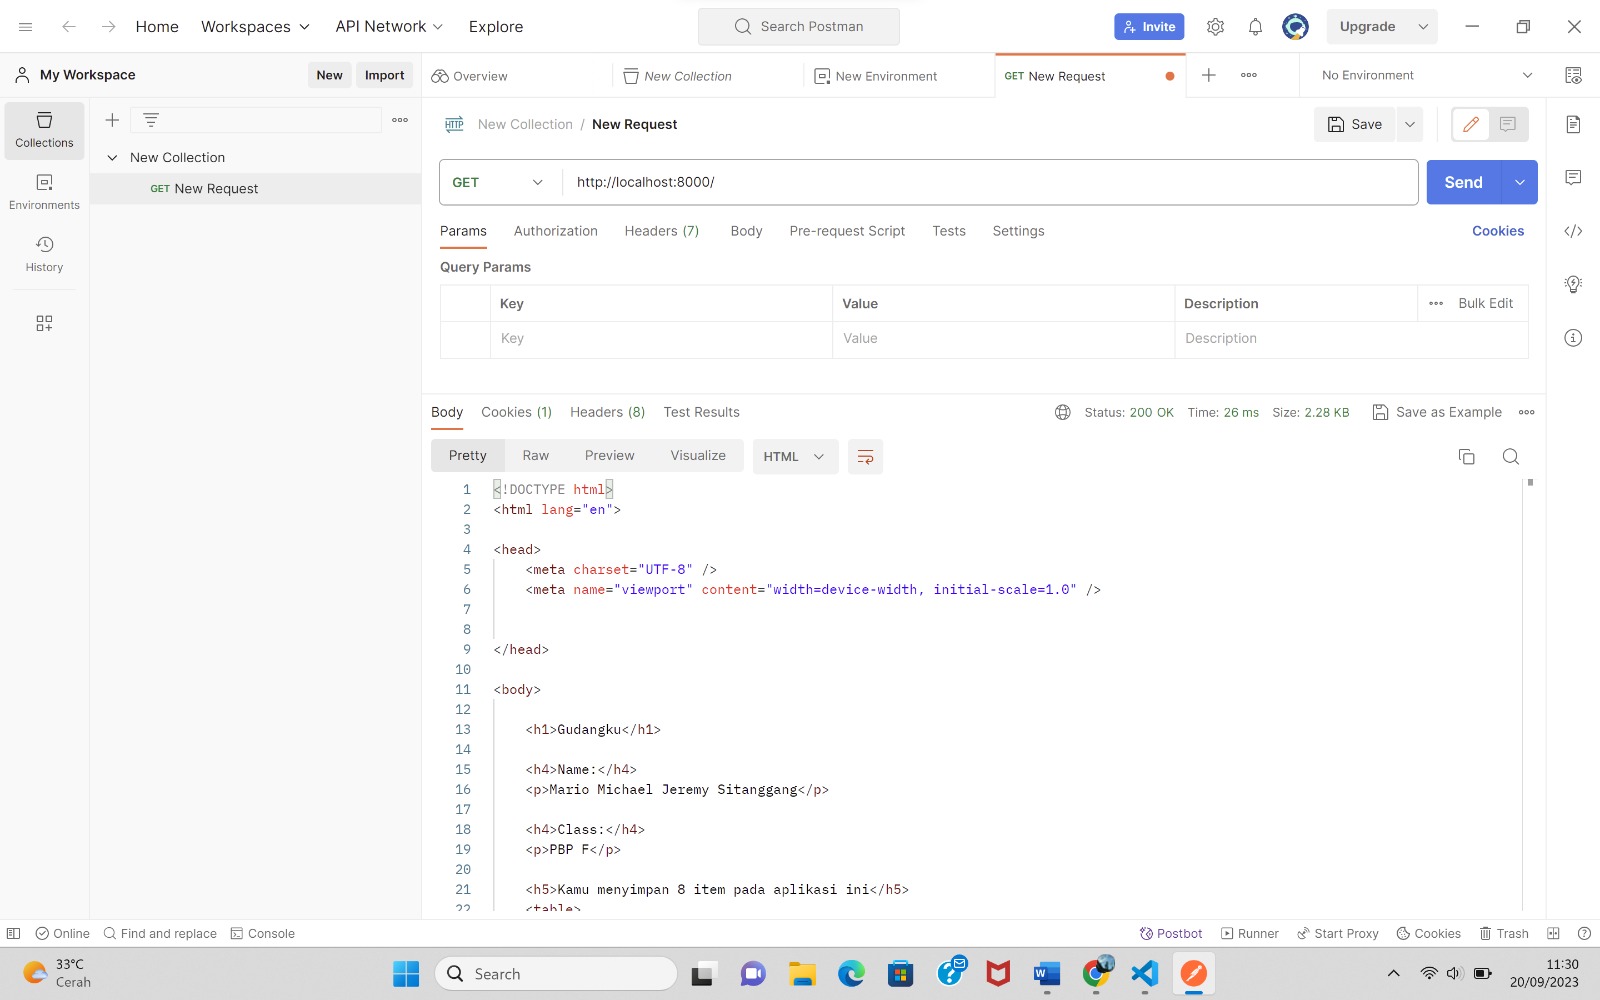 Home
Workspaces
API Network
Explore
Search Postman
Invite
Upgrade
My Workspace
New
Import
Overview
New Collection
New Environment
GET New Request
No Environment
Collections
Environments
History
New Collection
GET New Request
HTTP
New Collection / New Request
Save
GET
http://localhost:8000/
Send
Params
Authorization
Headers (7)
Body
Pre-request Script
Tests
Settings
Cookies
Query Params
Key
Value
Description
Bulk Edit
Key
Value
Description
Body
Cookies (1)
Headers (8)
Test Results
Status: 200 OK
Time: 26 ms
Size: 2.28 KB
Save as Example
Pretty
Raw
Preview
Visualize
HTML
1 <!DOCTYPE html>
2 <html lang="en">
3
4 <head>
5 <meta charset="UTF-8" />
6 <meta name="viewport" content="width=device-width, initial-scale=1.0" />
7
8
9 </head>
10
11 <body>
12
13 <h1>Gudangku</h1>
14
15 <h4>Name:</h4>
16 <p>Mario Michael Jeremy Sitanggang</p>
17
18 <h4>Class:</h4>
19 <p>PBP F</p>
20
21 <h5>Kamu menyimpan 8 item pada aplikasi ini</h5>
22 <table>
Online
Find and replace
Console
Postbot
Runner
Start Proxy
Cookies
Trash
33°C
Cerah
Search
11:30
20/09/2023